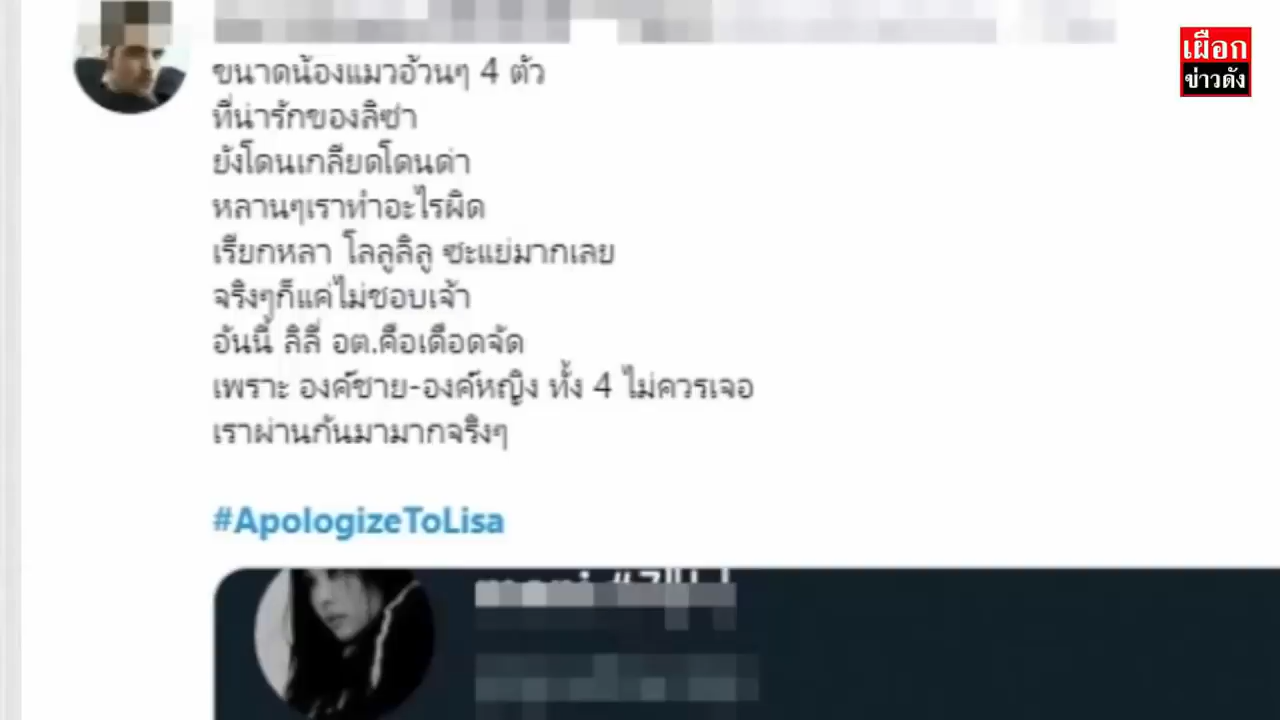 เผือก
ข่าวดัง
ขนาดน้องแมวอ้วนๆ 4 ตัว
ที่น่ารักของลิซ่า
ยังโดนเกลียดโดนด่า
หลานๆเราทำอะไรผิด
เรียกหลา โลลูลิลู ซะแย่มากเลย
จริงๆก็แค่ไม่ชอบเจ้า
อันนี้ ลิลี่ อต.คือเดือดจัด
เพราะ องค์ชาย-องค์หญิง ทั้ง 4 ไม่ควรเจอ
เราผ่านกันมามากจริงๆ
#ApologizeToLisa